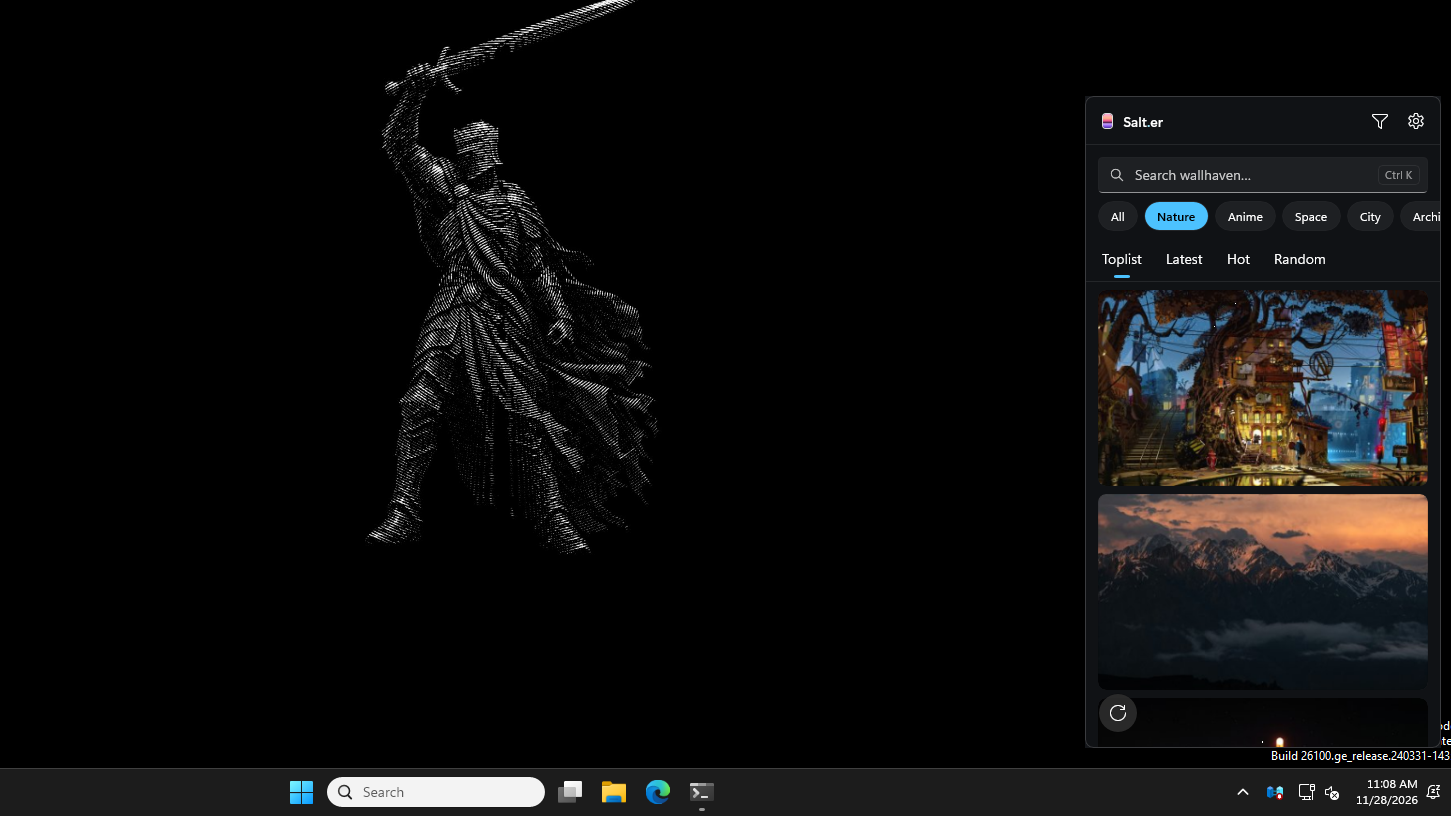 Salt.er
Search wallhaven...
Ctrl K
All
Nature
Anime
Space
City
Archi
Toplist
Latest
Hot
Random
Build 26100.ge_release.240331-143
Search
11:08 AM
11/28/2026